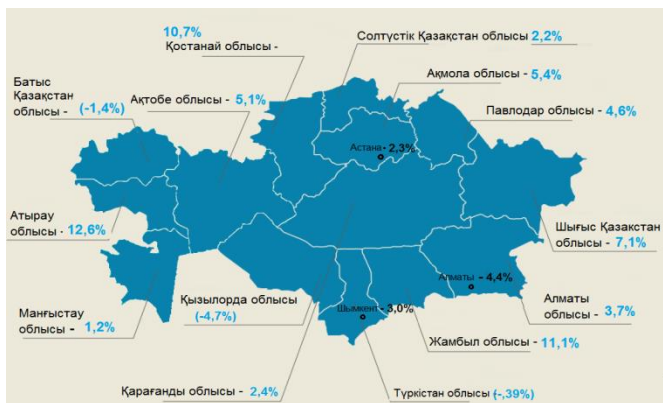 10,7%
Қостанай облысы -
Солтүстік Қазақстан облысы 2,2%
Ақмола облысы - 5,4%
Батыс
Қазақстан
облысы -
(-1,4%)
Ақтөбе облысы - 5,1%
Павлодар облысы - 4,6%
Астана - 2,3%
Атырау
облысы - 12,6%
Шығыс Қазақстан
облысы - 7,1%
Маңғыстау
облысы - 1,2%
Қызылорда облысы
(-4,7%)
Шымкент - 3,0%
Алматы - 4,4%
Алматы
облысы - 3,7%
Жамбыл облысы - 11,1%
Қарағанды облысы - 2,4%
Түркістан облысы (-,39%)